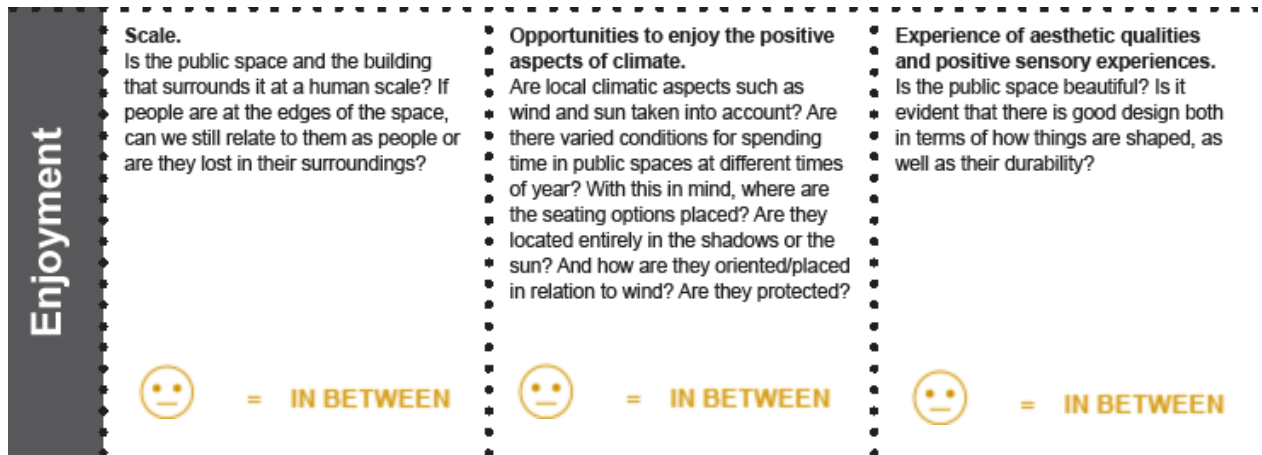 Enjoyment
Scale.
Is the public space and the building
that surrounds it at a human scale? If
people are at the edges of the space,
can we still relate to them as people or
are they lost in their surroundings?
= IN BETWEEN
Opportunities to enjoy the positive
aspects of climate.
Are local climatic aspects such as
wind and sun taken into account? Are
there varied conditions for spending
time in public spaces at different times
of year? With this in mind, where are
the seating options placed? Are they
located entirely in the shadows or the
sun? And how are they oriented/placed
in relation to wind? Are they protected?
= IN BETWEEN
Experience of aesthetic qualities
and positive sensory experiences.
Is the public space beautiful? Is it
evident that there is good design both
in terms of how things are shaped, as
well as their durability?
= IN BETWEEN